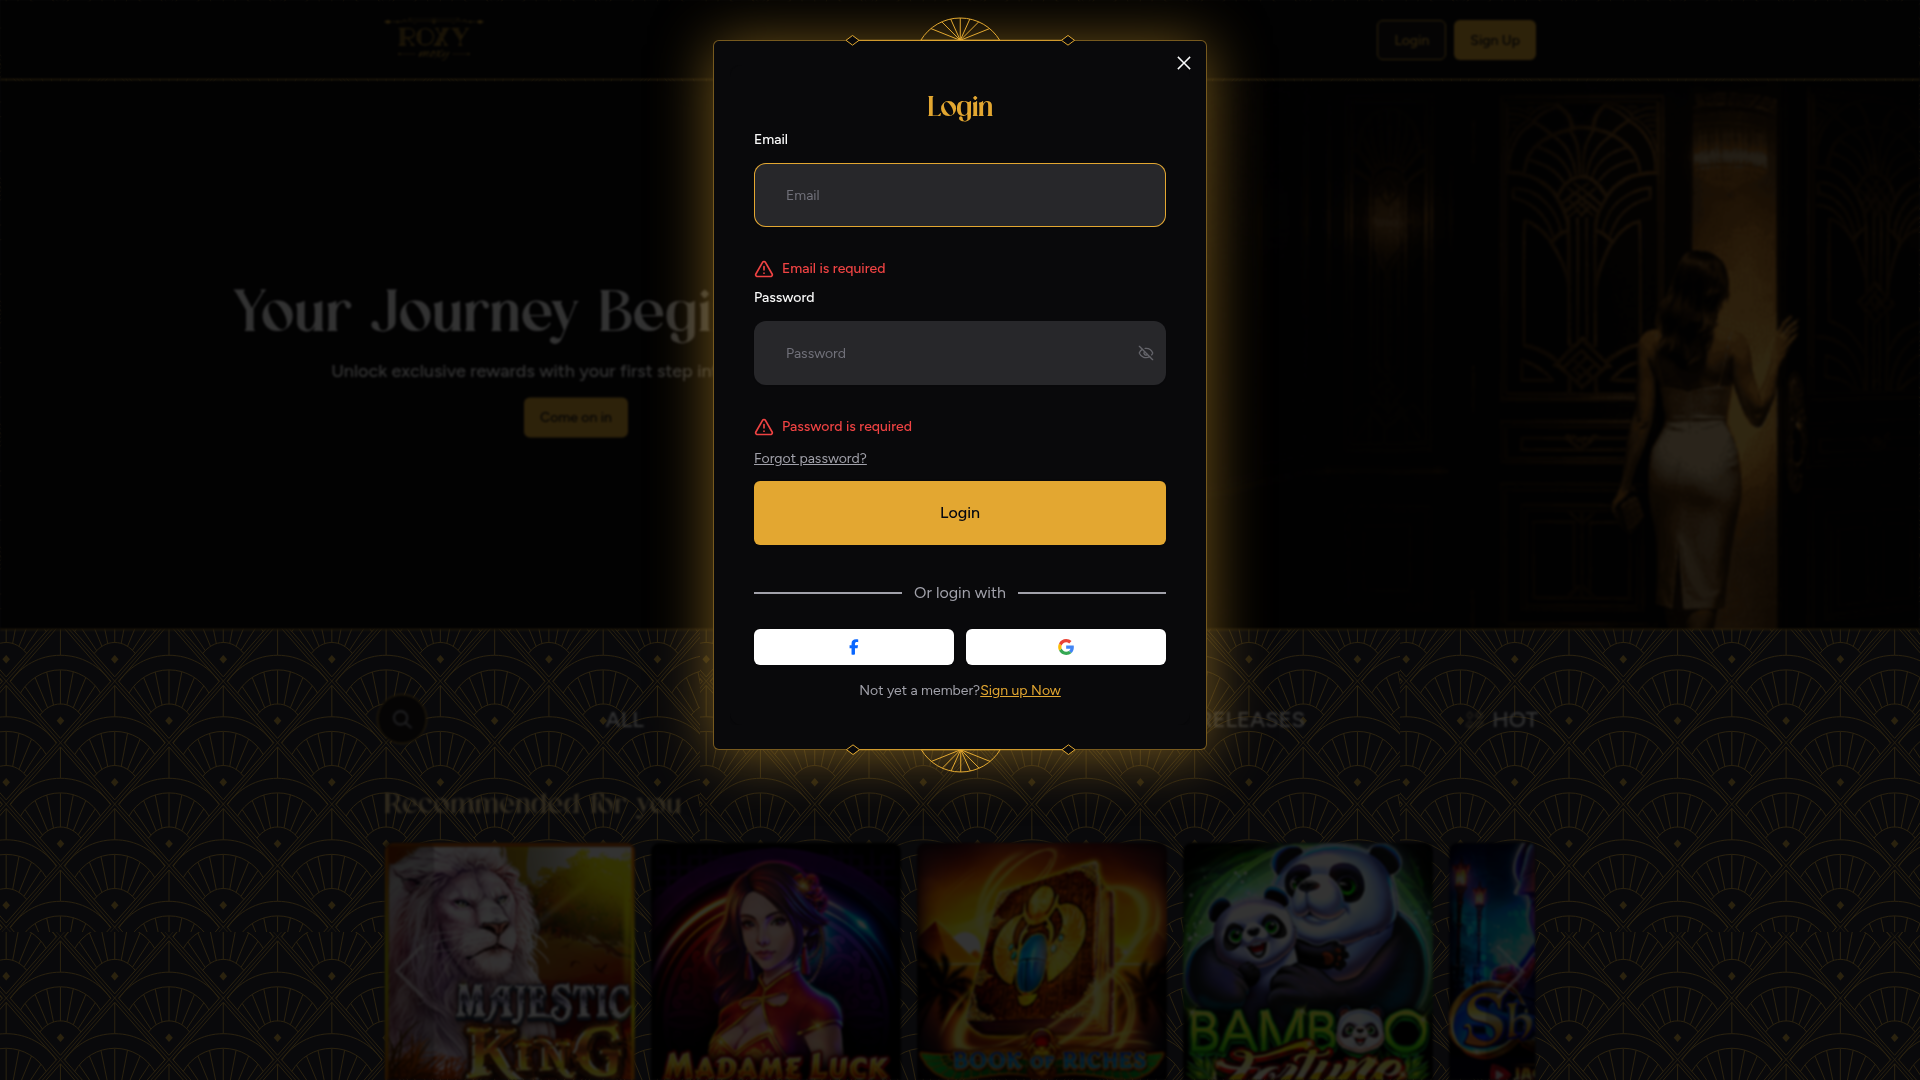 ROXY
Login
Sign Up
Login
Email
Email
Email is required
Password
Password
Password is required
Forgot password?
Login
Or login with
Not yet a member?Sign up Now
Your Journey Begi
Unlock exclusive rewards with your first step in
Come on in
ALL
RELEASES
HOT
Recommended for you
MAJESTIC
KING
MADAME LUCK
BOOK OF RICHES
BAMBOO
Fortune
Sh
JA